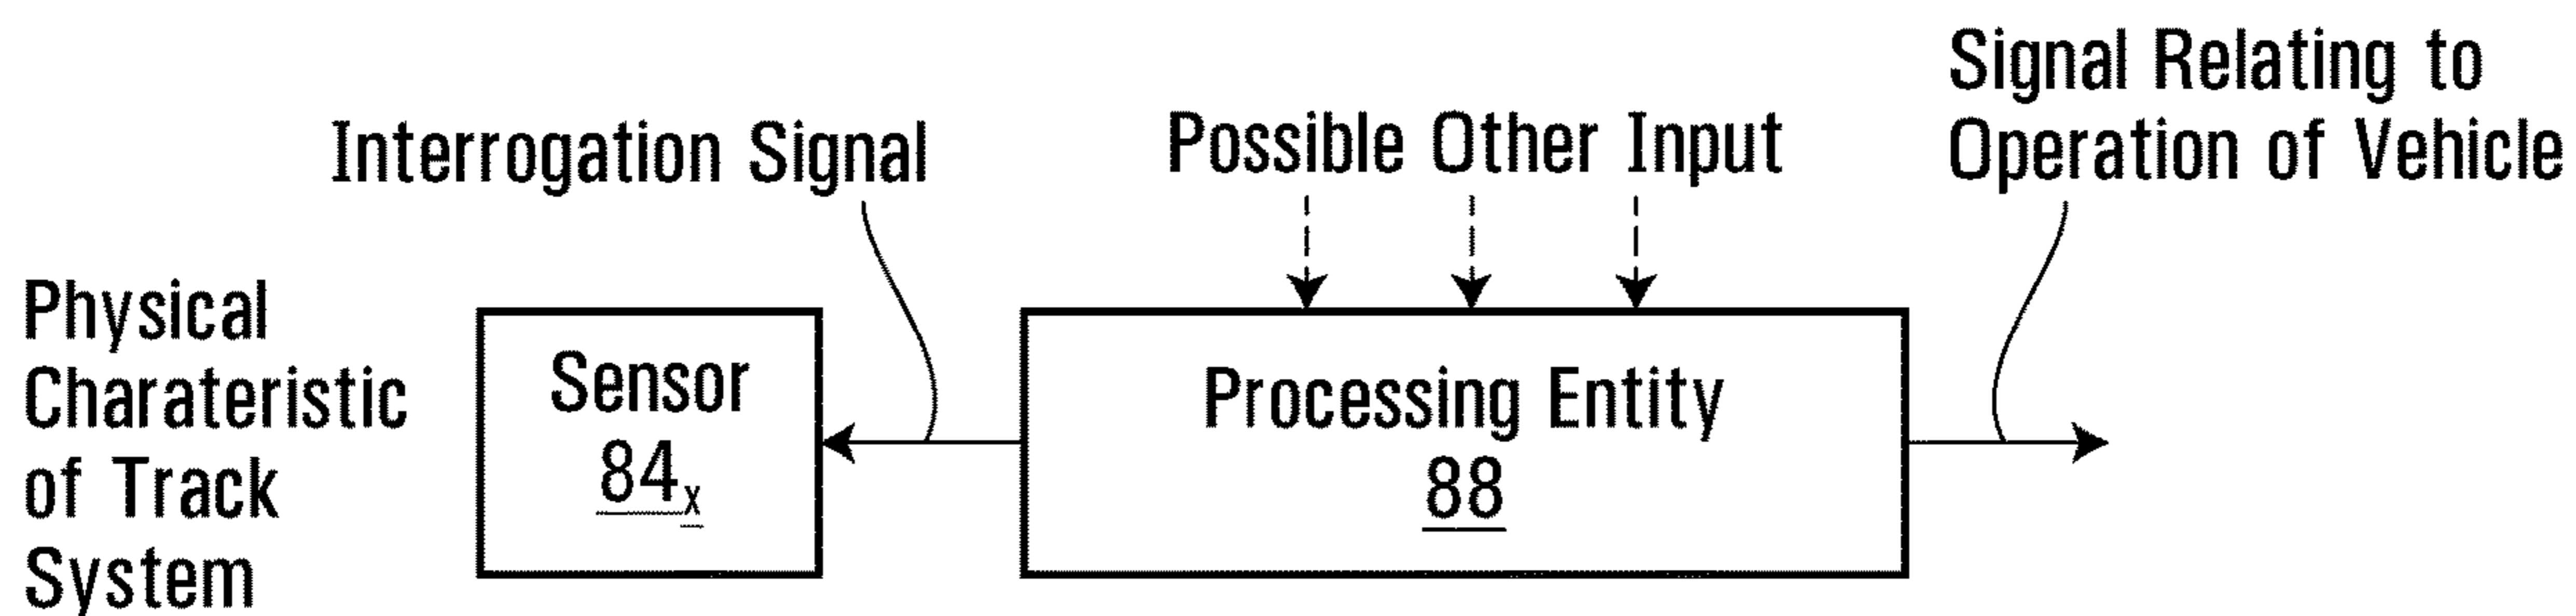 Signal Relating to
Operation of Vehicle
Interrogation Signal
Possible Other Input
Physical
Charateristic
of Track
System
Sensor
84x
Processing Entity
88